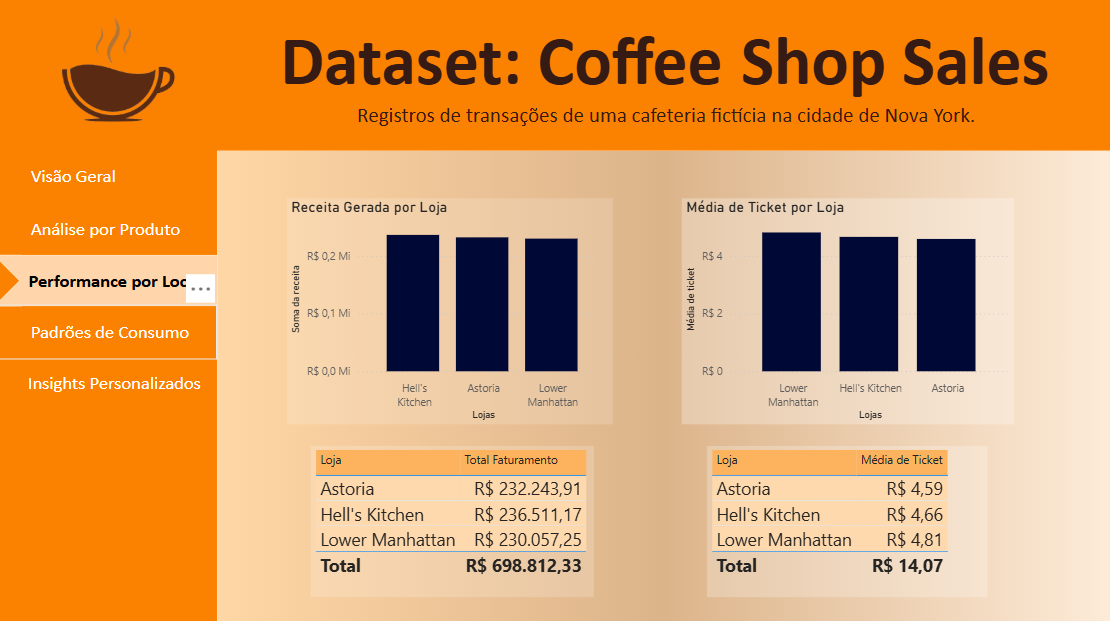 Dataset: Coffee Shop Sales
Registros de transações de uma cafeteria fictícia na cidade de Nova York.
Visão Geral
Análise por Produto
Performance por Loc
Padrões de Consumo
Insights Personalizados
Receita Gerada por Loja
Soma da receita
R$ 0,2 Mi
R$ 0,1 Mi
R$ 0,0 Mi
Hell's
Kitchen
Astoria
Lower
Manhattan
Lojas
Média de Ticket por Loja
Média de ticket
R$ 4
R$ 2
R$ 0
Lower
Manhattan
Hell's Kitchen
Astoria
Lojas
Loja Total Faturamento
Astoria R$ 232.243,91
Hell's Kitchen R$ 236.511,17
Lower Manhattan R$ 230.057,25
Total R$ 698.812,33
Loja Média de Ticket
Astoria R$ 4,59
Hell's Kitchen R$ 4,66
Lower Manhattan R$ 4,81
Total R$ 14,07